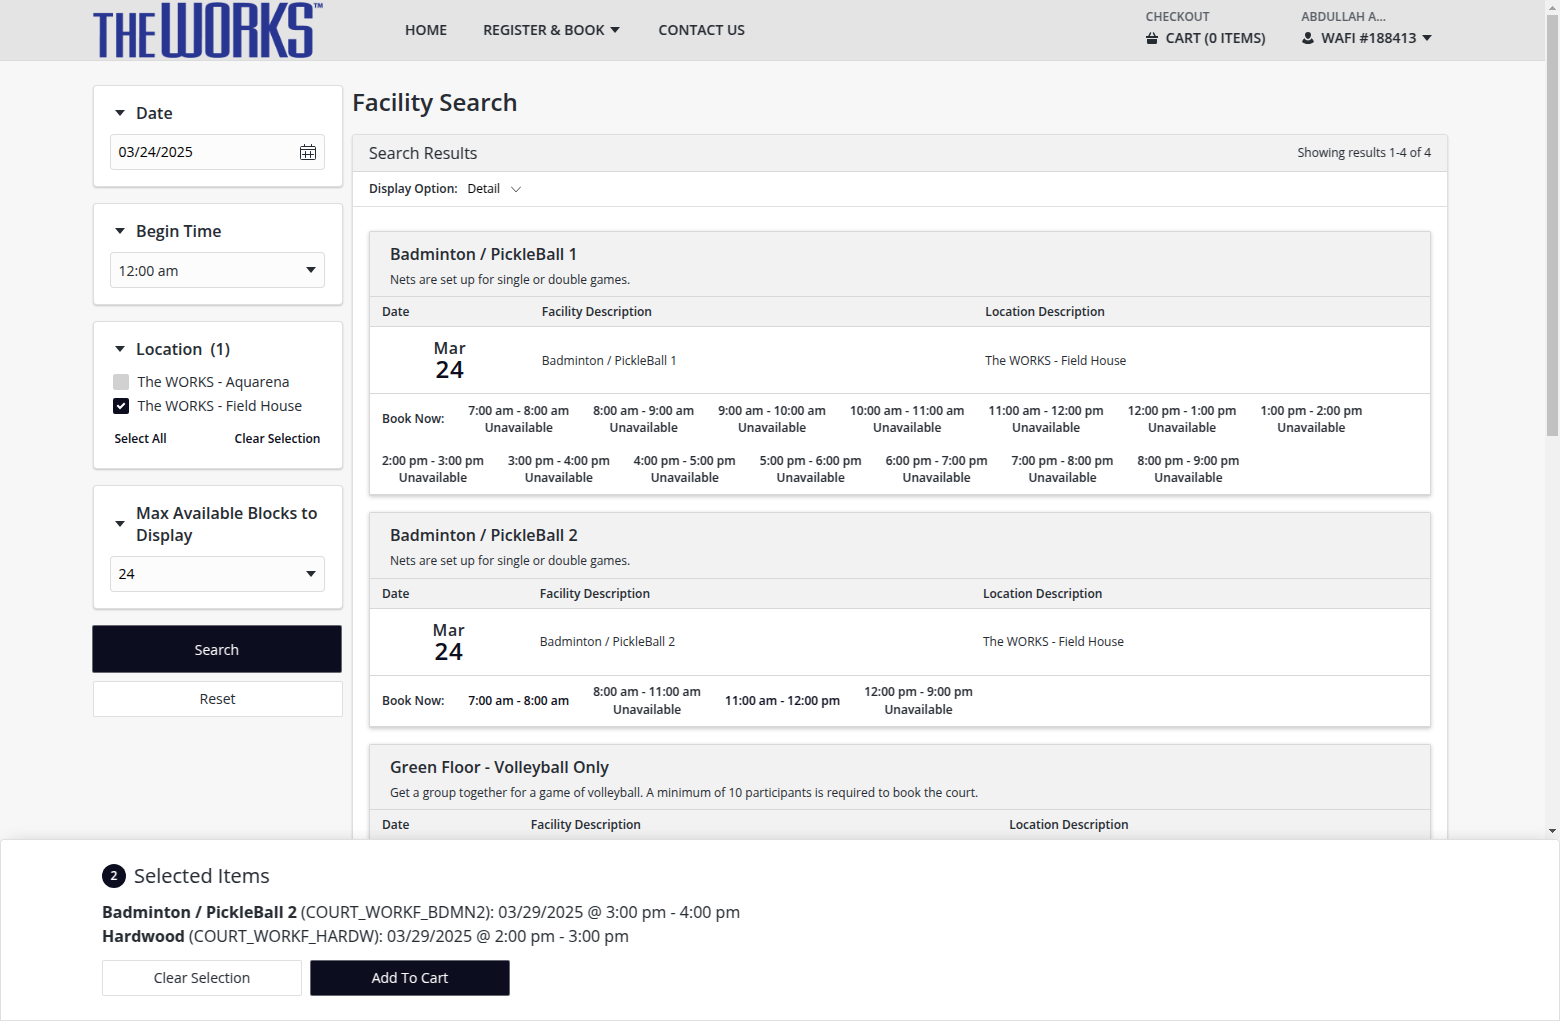 THE WORKS™
HOME
REGISTER & BOOK
CONTACT US
CHECKOUT
CART (0 ITEMS)
ABDULLAH A...
WAFI #188413
Date
03/24/2025
Begin Time
12:00 am
Location (1)
The WORKS - Aquarena
The WORKS - Field House
Select All
Clear Selection
Max Available Blocks to
Display
24
Search
Reset
Facility Search
Search Results
Showing results 1-4 of 4
Display Option: Detail
Badminton / PickleBall 1
Nets are set up for single or double games.
Date Facility Description Location Description
Mar
24
Badminton / PickleBall 1
The WORKS - Field House
Book Now:
7:00 am - 8:00 am 8:00 am - 9:00 am 9:00 am - 10:00 am 10:00 am - 11:00 am 11:00 am - 12:00 pm 12:00 pm - 1:00 pm 1:00 pm - 2:00 pm
Unavailable Unavailable Unavailable Unavailable Unavailable Unavailable Unavailable
2:00 pm - 3:00 pm 3:00 pm - 4:00 pm 4:00 pm - 5:00 pm 5:00 pm - 6:00 pm 6:00 pm - 7:00 pm 7:00 pm - 8:00 pm 8:00 pm - 9:00 pm
Unavailable Unavailable Unavailable Unavailable Unavailable Unavailable Unavailable
Badminton / PickleBall 2
Nets are set up for single or double games.
Date Facility Description Location Description
Mar
24
Badminton / PickleBall 2
The WORKS - Field House
Book Now:
7:00 am - 8:00 am
8:00 am - 11:00 am
Unavailable
11:00 am - 12:00 pm
12:00 pm - 9:00 pm
Unavailable
Green Floor - Volleyball Only
Get a group together for a game of volleyball. A minimum of 10 participants is required to book the court.
Date Facility Description Location Description
2 Selected Items
Badminton / PickleBall 2 (COURT_WORKF_BDMN2): 03/29/2025 @ 3:00 pm - 4:00 pm
Hardwood (COURT_WORKF_HARDW): 03/29/2025 @ 2:00 pm - 3:00 pm
Clear Selection
Add To Cart